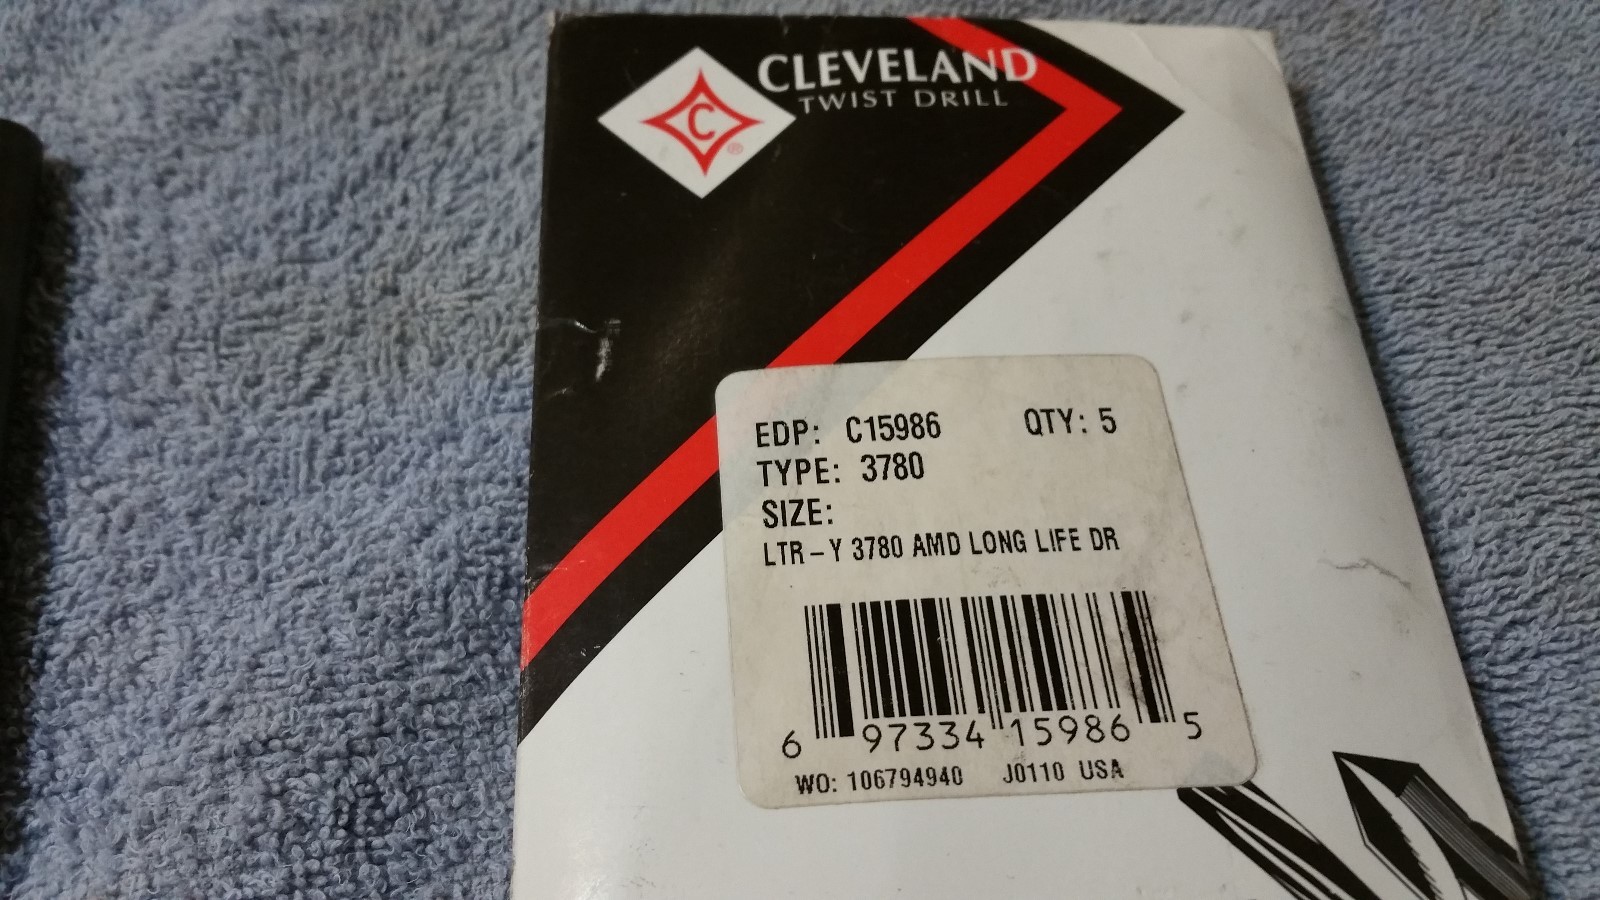 CLEVELAND
TWIST DRILL
C
®
EDP: C15986 QTY: 5
TYPE: 3780
SIZE:
LTR-Y 3780 AMD LONG LIFE DR
6 97334 15986 5
WO: 106794940 J0110 USA